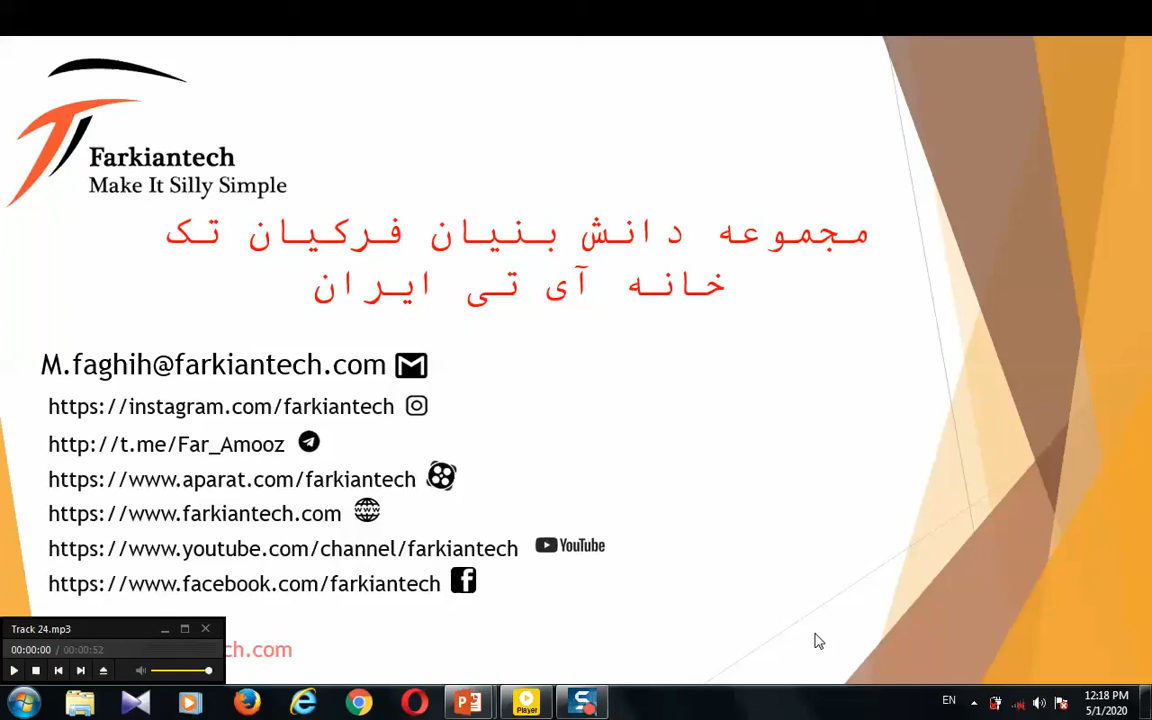 Farkiantech
Make It Silly Simple
مجموعه دانش بنیان فرکیان تک
خانه آی تی ایران
M.faghih@farkiantech.com
https://instagram.com/farkiantech
http://t.me/Far_Amooz
https://www.aparat.com/farkiantech
https://www.farkiantech.com
https://www.youtube.com/channel/farkiantech YouTube
https://www.facebook.com/farkiantech
Track 24.mp3
00:00:00 / 00:00:52
ch.com
Player
EN
12:18 PM
5/1/2020